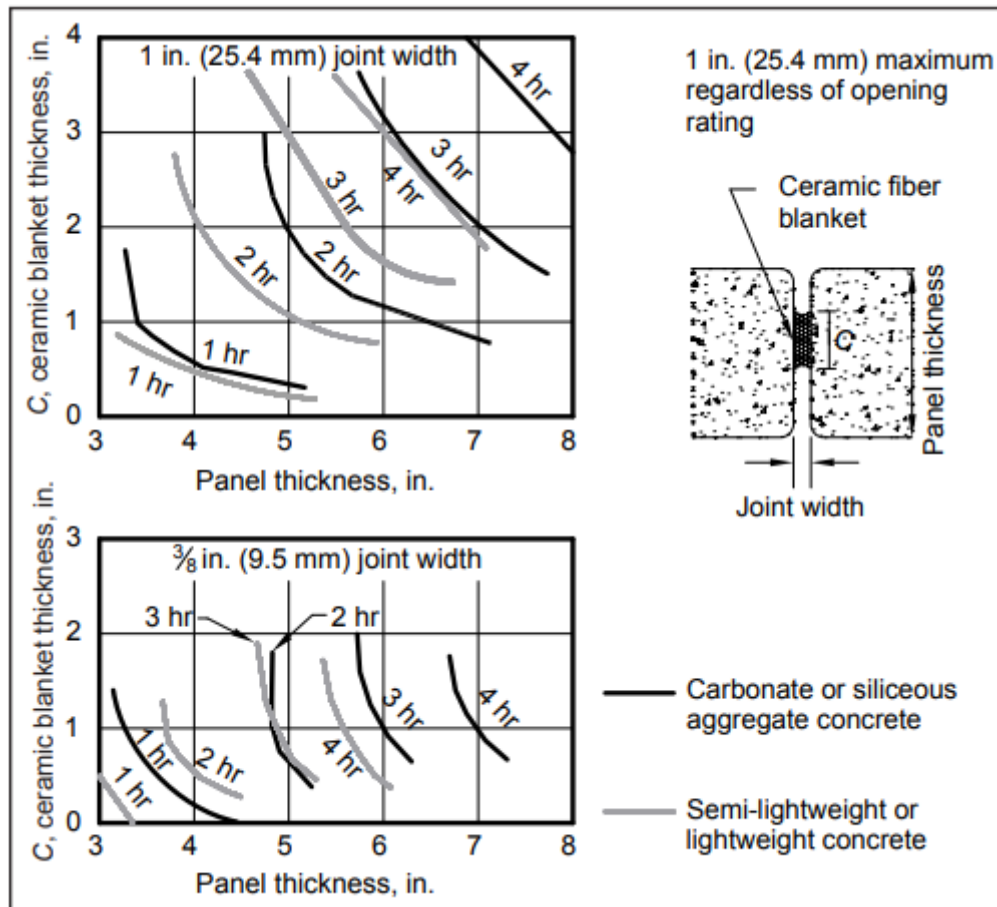 4
3
2
1
0
C, ceramic blanket thickness, in.
1 in. (25.4 mm) joint width
4 hr
3 hr
4 hr
3 hr
2 hr
2 hr
1 hr
1 hr
3 4 5 6 7 8
Panel thickness, in.
1 in. (25.4 mm) maximum
regardless of opening
rating
Ceramic fiber
blanket
C
Panel thickness
Joint width
3
2
1
0
C, ceramic blanket thickness, in.
⅜ in. (9.5 mm) joint width
3 hr
2 hr
1 hr
1 hr
2 hr
4 hr
3 hr
4 hr
3 4 5 6 7 8
Panel thickness, in.
Carbonate or siliceous
aggregate concrete
Semi-lightweight or
lightweight concrete